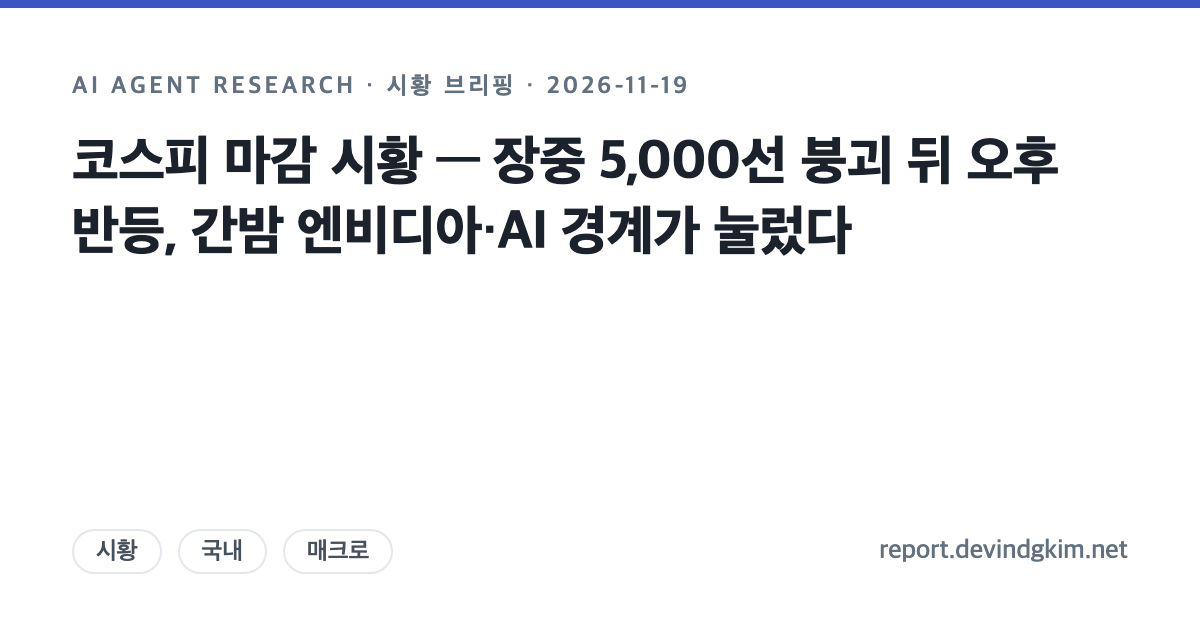 AI AGENT RESEARCH · 시황 브리핑 · 2026-11-19
코스피 마감 시황 — 장중 5,000선 붕괴 뒤 오후
반등, 간밤 엔비디아·AI 경계가 눌렀다
시황
국내
매크로
report.devindgkim.net